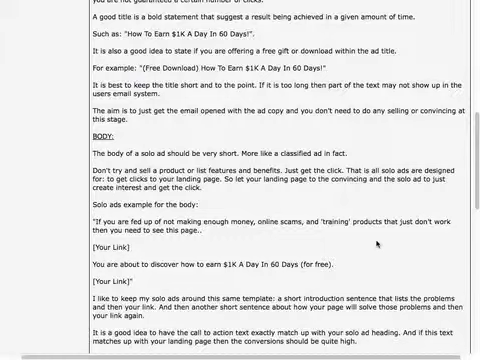 you are not guaranteed a certain number of clicks.
A good title is a bold statement that suggest a result being achieved in a given amount of time.
Such as: "How To Earn $1K A Day In 60 Days!".
It is also a good idea to state if you are offering a free gift or download within the ad title.
For example: "(Free Download) How To Earn $1K A Day In 60 Days!"
It is best to keep the title short and to the point. If it is too long then part of the text may not show up in the
users email system.
The aim is to just get the email opened with the ad copy and you don't need to do any selling or convincing at
this stage.
BODY:
The body of a solo ad should be very short. More like a classified ad in fact.
Don't try and sell a product or list features and benefits. Just get the click. That is all solo ads are designed
for: to get clicks to your landing page. So let your landing page to the convincing and the solo ad to just
create interest and get the click.
Solo ads example for the body:
"If you are fed up of not making enough money, online scams, and 'training' products that just don't work
then you need to see this page..
[Your Link]
You are about to discover how to earn $1K A Day In 60 Days (for free).
[Your Link]"
I like to keep my solo ads around this same template: a short introduction sentence that lists the problems
and then your link. And then another short sentence about how your page will solve those problems and then
your link again.
It is a good idea to have the call to action text exactly match up with your solo ad heading. And if this text
matches up with your landing page then the conversions should be quite high.